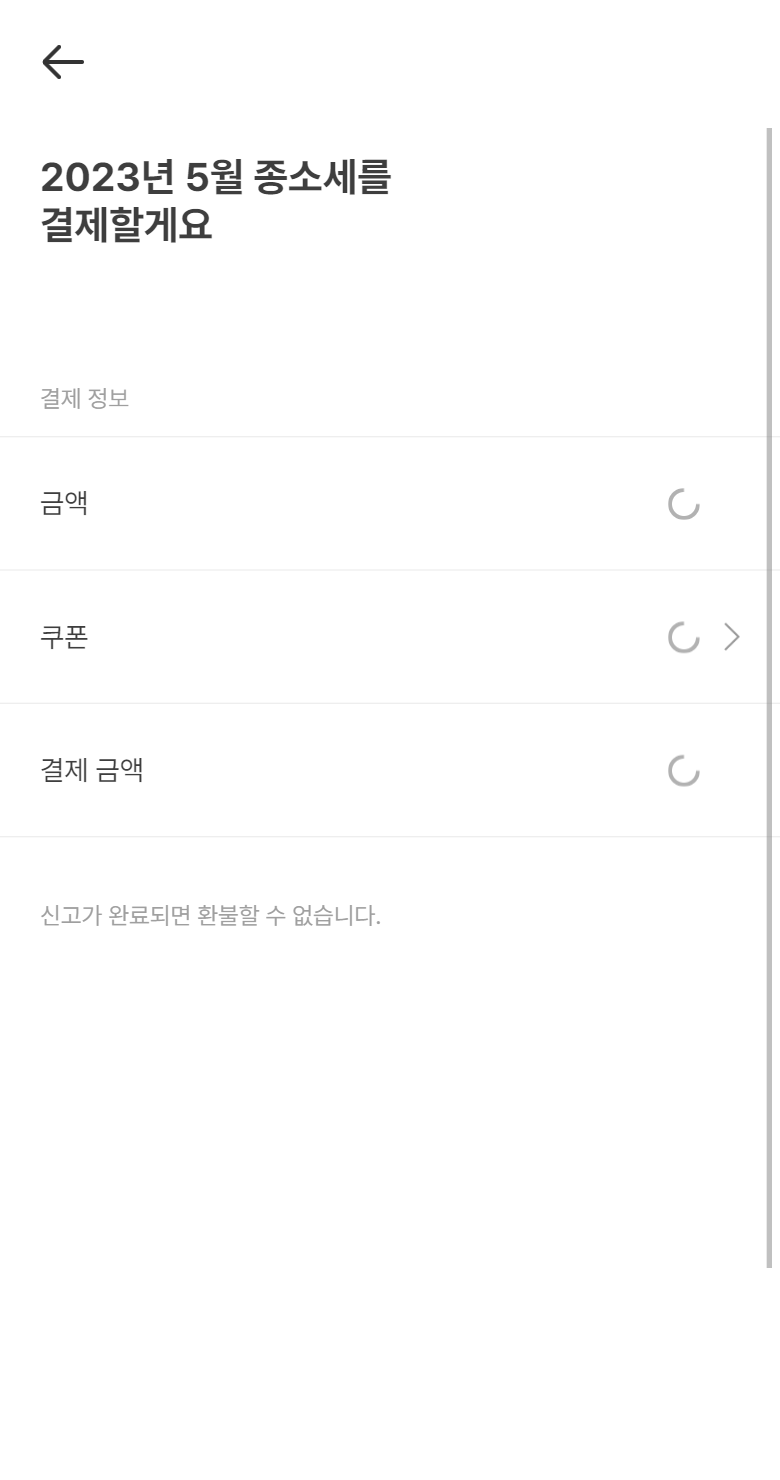 2023년 5월 종소세를
결제할게요
결제 정보
금액
쿠폰
결제 금액
신고가 완료되면 환불할 수 없습니다.